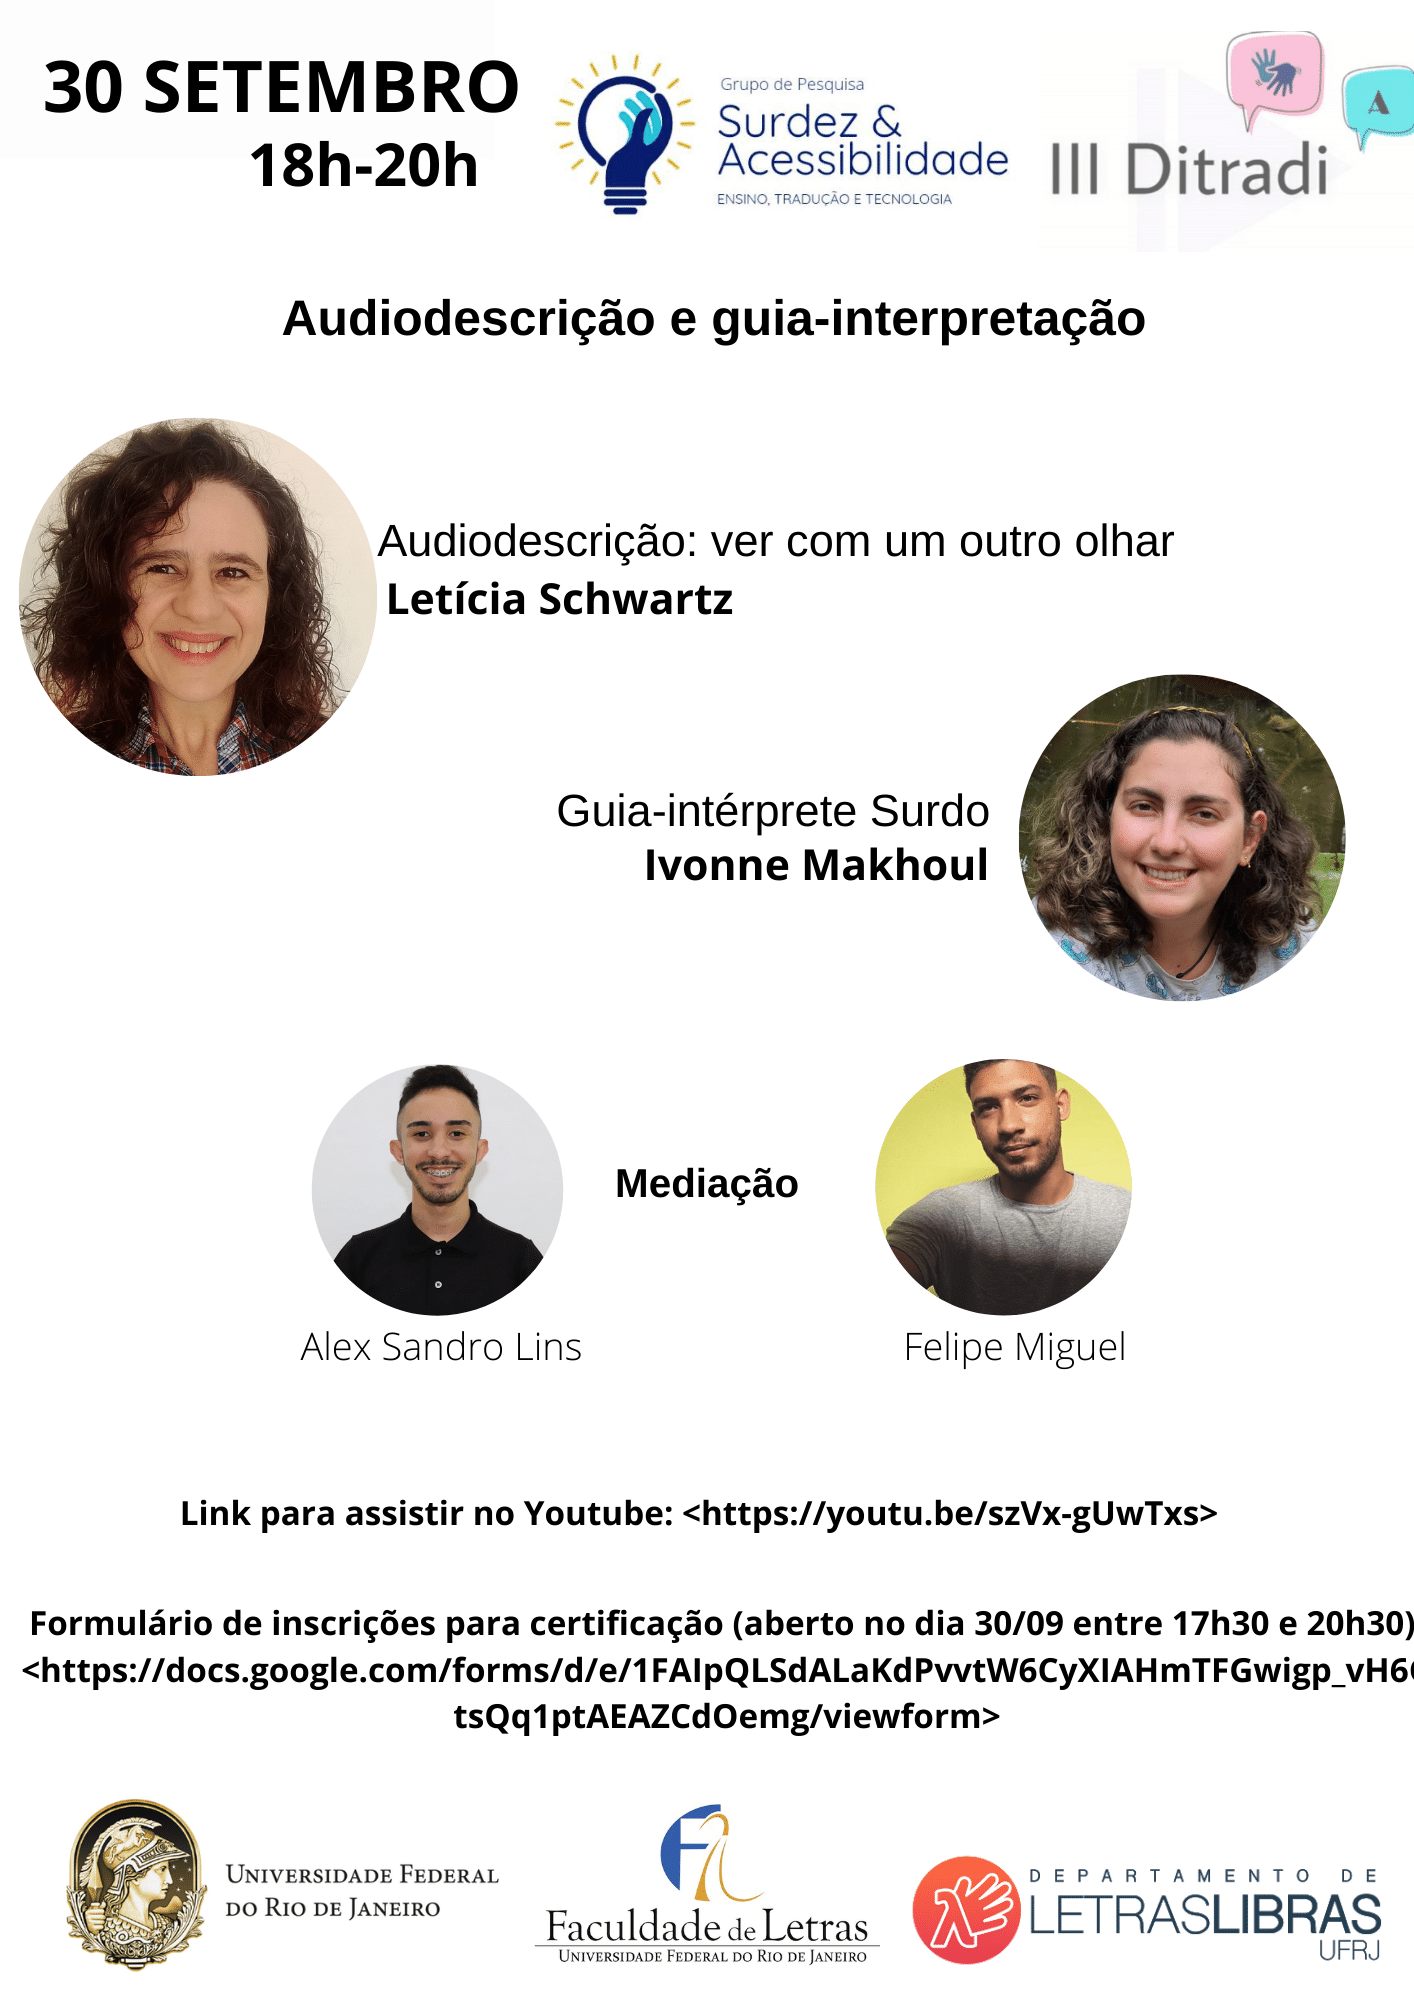 30 SETEMBRO
18h-20h
Grupo de Pesquisa
Surdez &
Acessibilidade
ENSINO, TRADUÇÃO E TECNOLOGIA
A
III Ditradi
Audiodescrição e guia-interpretação
Audiodescrição: ver com um outro olhar
Letícia Schwartz
Guia-intérprete Surdo
Ivonne Makhoul
Mediação
Alex Sandro Lins
Felipe Miguel
Link para assistir no Youtube: <https://youtu.be/szVx-gUwTxs>
Formulário de inscrições para certificação (aberto no dia 30/09 entre 17h30 e 20h30)
<https://docs.google.com/forms/d/e/1FAIpQLSdALaKdPvvtW6CyXIAHmTFGwigp_vH6
tsQq1ptAEAZCdOemg/viewform>
UNIVERSIDADE FEDERAL
DO RIO DE JANEIRO
Faculdade de Letras
UNIVERSIDADE FEDERAL DO RIO DE JANEIRO
DEPARTAMENTO DE
LETRASLIBRAS
UFRJ